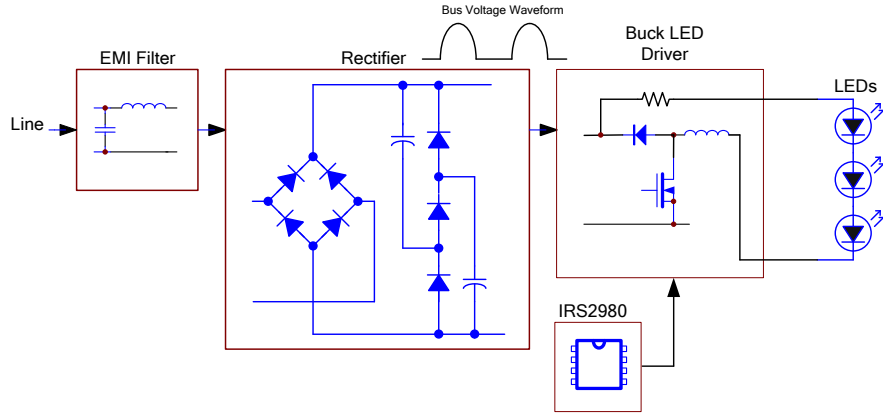 Bus Voltage Waveform
EMI Filter
Rectifier
Buck LED
Driver
LEDs
Line
IRS2980